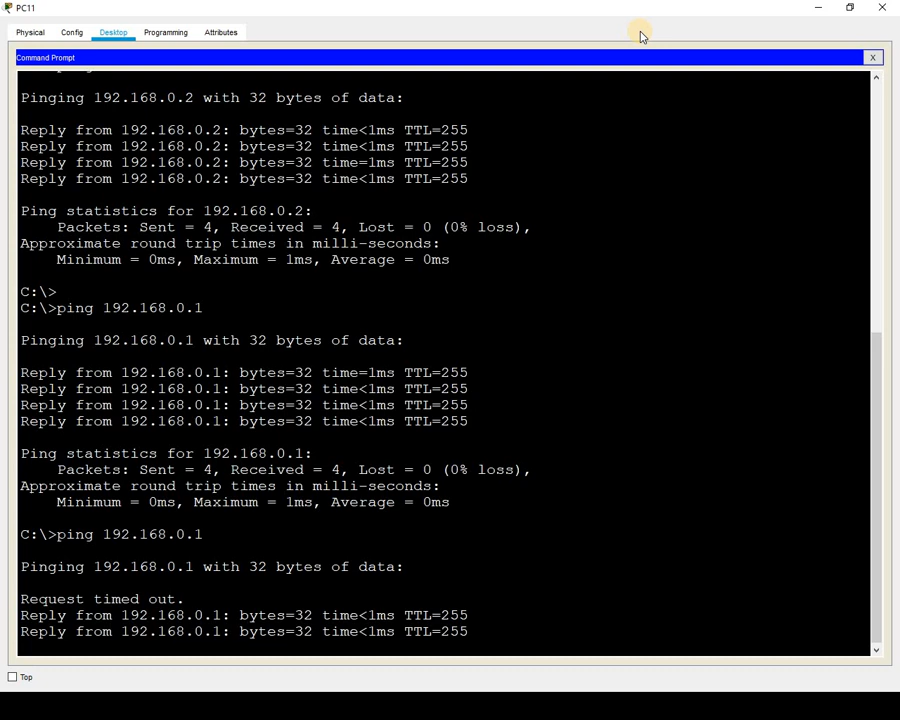 PC11
Physical Config Desktop Programming Attributes
Command Prompt X
Pinging 192.168.0.2 with 32 bytes of data:
Reply from 192.168.0.2: bytes=32 time<1ms TTL=255
Reply from 192.168.0.2: bytes=32 time<1ms TTL=255
Reply from 192.168.0.2: bytes=32 time=1ms TTL=255
Reply from 192.168.0.2: bytes=32 time<1ms TTL=255
Ping statistics for 192.168.0.2:
Packets: Sent = 4, Received = 4, Lost = 0 (0% loss),
Approximate round trip times in milli-seconds:
Minimum = 0ms, Maximum = 1ms, Average = 0ms
C:\>
C:\>ping 192.168.0.1
Pinging 192.168.0.1 with 32 bytes of data:
Reply from 192.168.0.1: bytes=32 time=1ms TTL=255
Reply from 192.168.0.1: bytes=32 time<1ms TTL=255
Reply from 192.168.0.1: bytes=32 time<1ms TTL=255
Reply from 192.168.0.1: bytes=32 time<1ms TTL=255
Ping statistics for 192.168.0.1:
Packets: Sent = 4, Received = 4, Lost = 0 (0% loss),
Approximate round trip times in milli-seconds:
Minimum = 0ms, Maximum = 1ms, Average = 0ms
C:\>ping 192.168.0.1
Pinging 192.168.0.1 with 32 bytes of data:
Request timed out.
Reply from 192.168.0.1: bytes=32 time<1ms TTL=255
Reply from 192.168.0.1: bytes=32 time<1ms TTL=255
Top